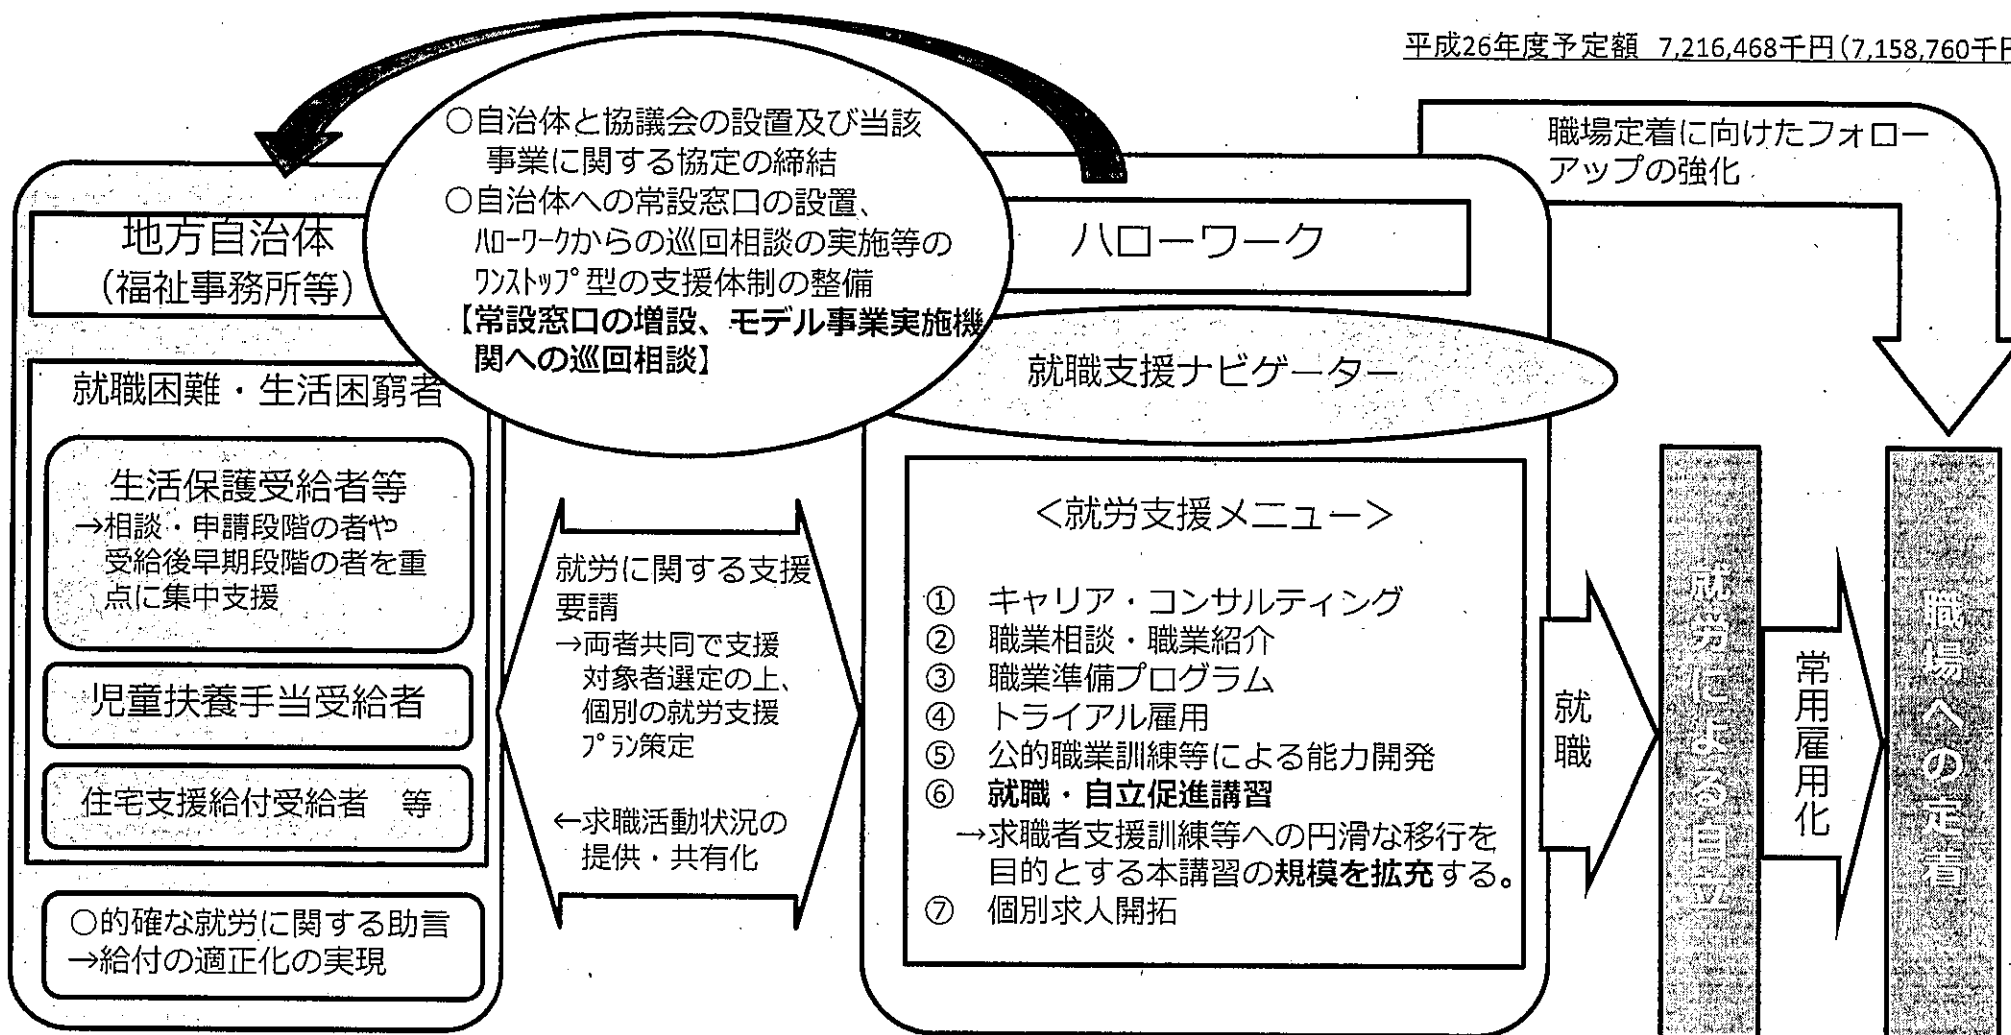 平成26年度予定額 7,216,468千円(7,158,760千円
○自治体と協議会の設置及び当該
事業に関する協定の締結
○自治体への常設窓口の設置、
ﾊﾛｰﾜｰｸからの巡回相談の実施等の
ﾜﾝｽﾄｯﾌﾟ型の支援体制の整備
【常設窓口の増設、モデル事業実施機
関への巡回相談】
職場定着に向けたフォロー
アップの強化
地方自治体
（福祉事務所等）
就職困難・生活困窮者
生活保護受給者等
→相談・申請段階の者や
受給後早期段階の者を重
点に集中支援
児童扶養手当受給者
住宅支援給付受給者　等
○的確な就労に関する助言
→給付の適正化の実現
就労に関する支援
要請
→両者共同で支援
対象者選定の上、
個別の就労支援
ﾌﾟﾗﾝ策定
←求職活動状況の
提供・共有化
ハローワーク
就職支援ナビゲーター
＜就労支援メニュー＞
①　キャリア・コンサルティング
②　職業相談・職業紹介
③　職業準備プログラム
④　トライアル雇用
⑤　公的職業訓練等による能力開発
⑥　就職・自立促進講習
→求職者支援訓練等への円滑な移行を
目的とする本講習の規模を拡充する。
⑦　個別求人開拓
就職
就労による自立
常用雇用化
職場への定着